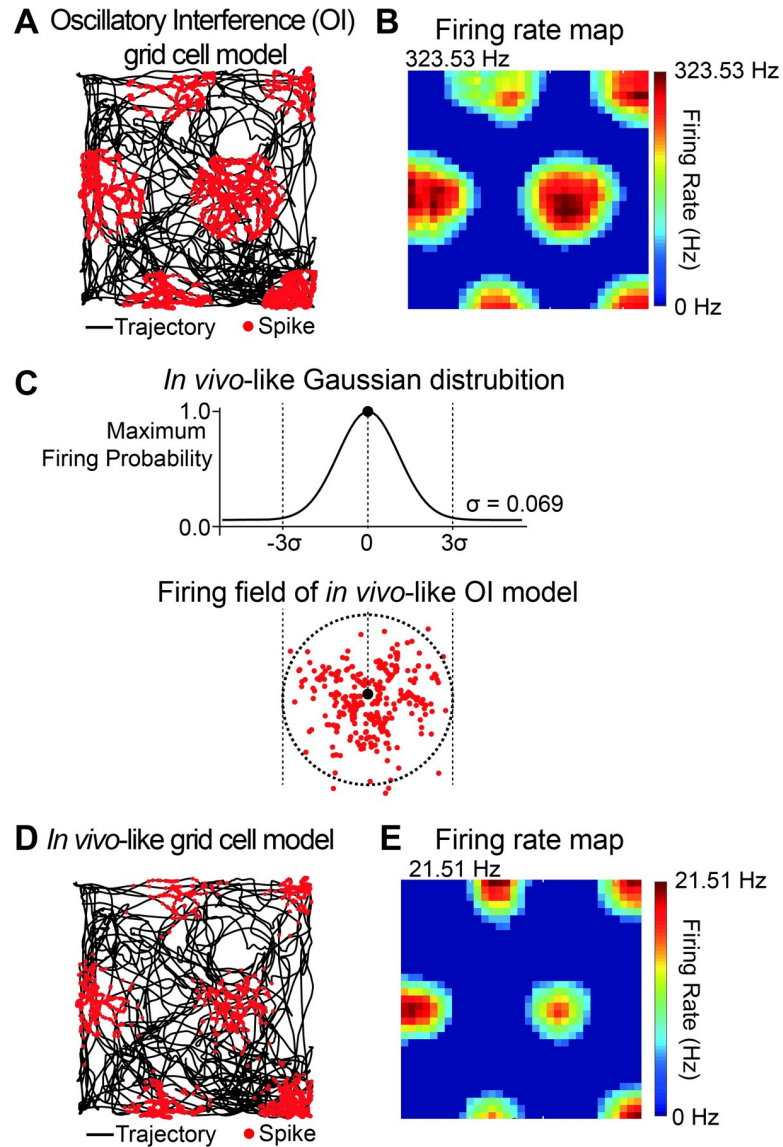 A Oscillatory Interference (OI)
grid cell model
Trajectory Spike
B Firing rate map
323.53 Hz
323.53 Hz
Firing Rate (Hz)
0 Hz
C In vivo-like Gaussian distrubition
1.0
Maximum
Firing Probability
σ = 0.069
0.0
-3σ 0 3σ
Firing field of in vivo-like OI model
D In vivo-like grid cell model
Trajectory Spike
E Firing rate map
21.51 Hz
21.51 Hz
Firing Rate (Hz)
0 Hz